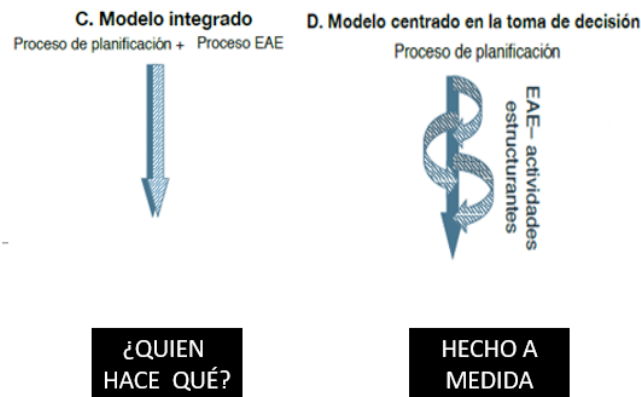 C. Modelo integrado
Proceso de planificación + Proceso EAE
D. Modelo centrado en la toma de decisión
Proceso de planificación
EAE– actividades
estructurantes
¿QUIEN
HACE QUÉ?
HECHO A
MEDIDA